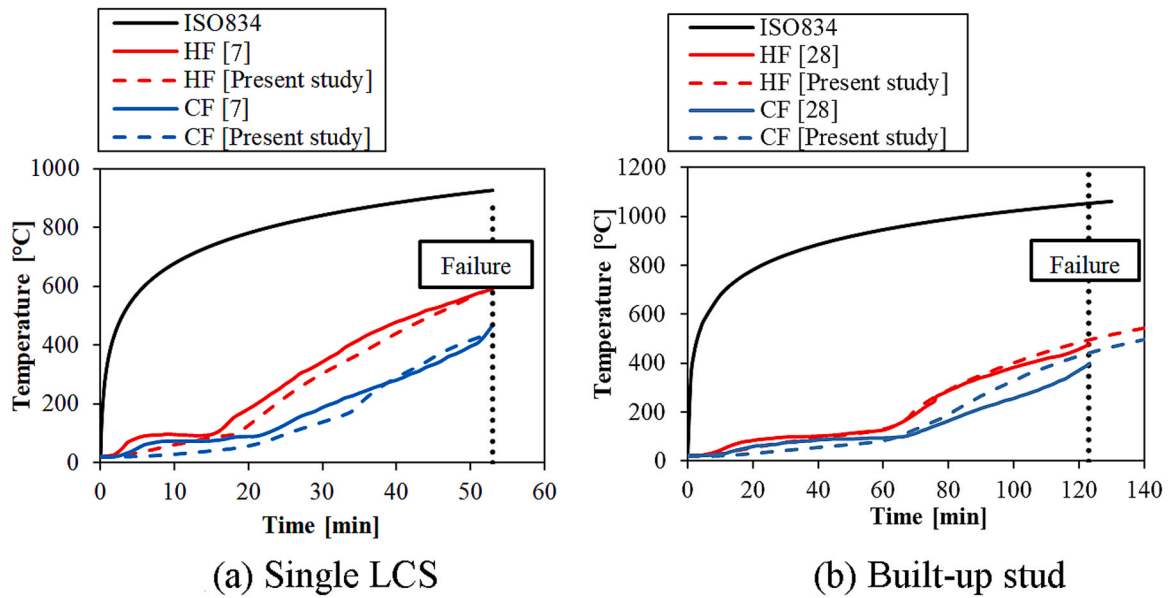 ISO834
HF [7]
HF [Present study]
CF [7]
CF [Present study]
1000
800
600
400
200
0
Temperature [°C]
Failure
0 10 20 30 40 50 60
Time [min]
(a) Single LCS
ISO834
HF [28]
HF [Present study]
CF [28]
CF [Present study]
1200
1000
800
600
400
200
0
Temperature [°C]
Failure
0 20 40 60 80 100 120 140
Time [min]
(b) Built-up stud